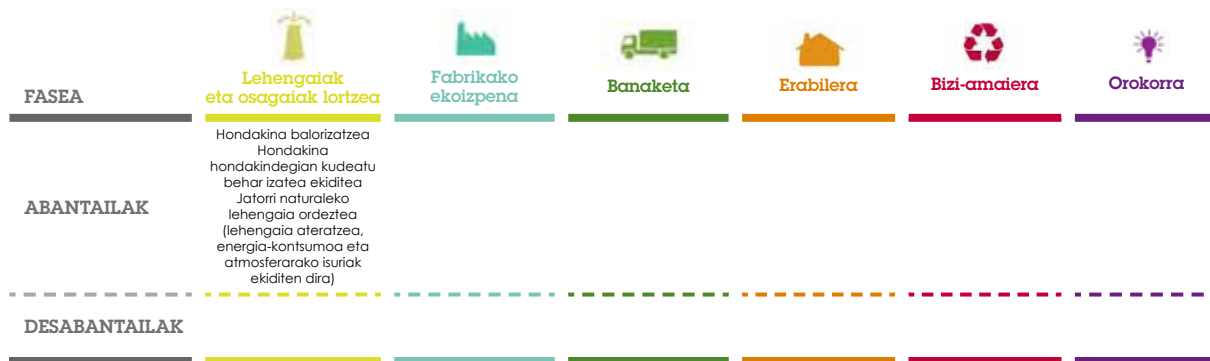 FASEA
Lehengaiak
eta osagaiak lortzea
Fabrikako
ekoizpena
Banaketa
Erabilera
Bizi-amaiera
Orokorra
ABANTAILAK
Hondakina balorizatzea
Hondakina
hondakindegian kudeatu
behar izatea ekiditea
Jatorri naturaleko
lehengaia ordeztea
(lehengaia ateratzea,
energia-kontsumoa eta
atmosferarako isuriak
ekiditen dira)
DESABANTAILAK